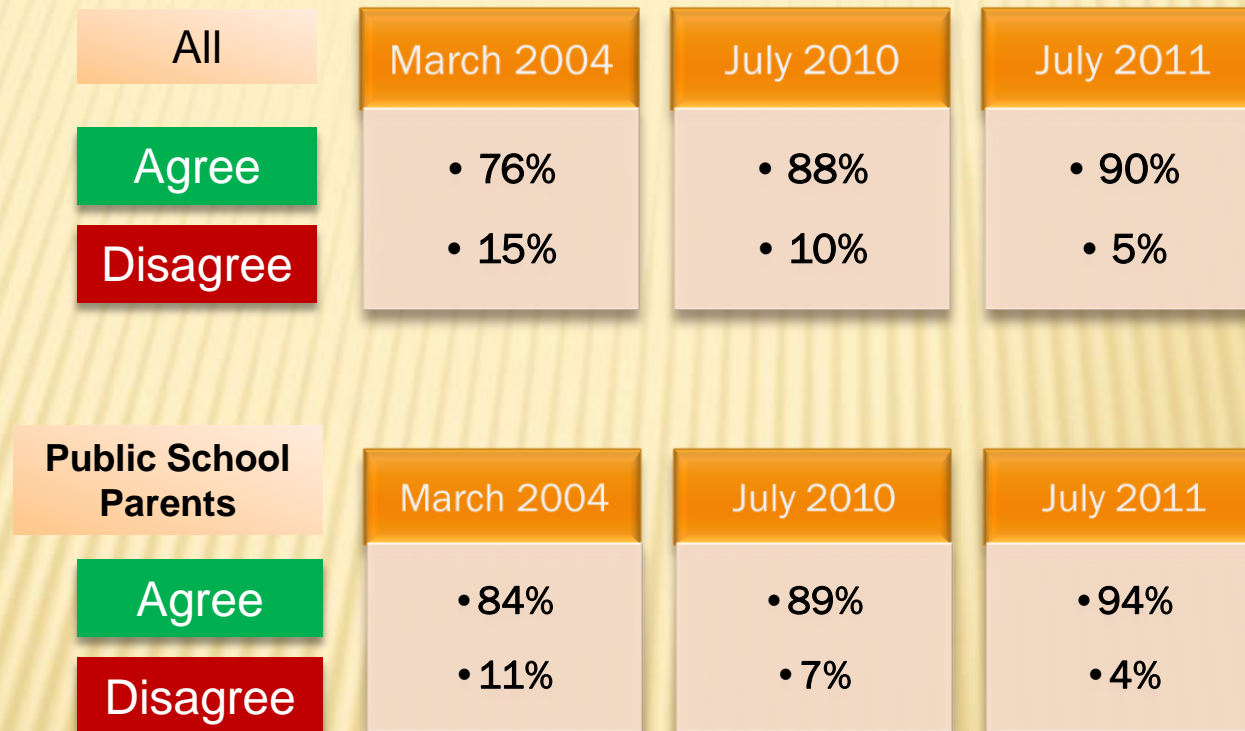 All March 2004 July 2010 July 2011
Agree • 76% • 88% • 90%
Disagree • 15% • 10% • 5%
Public School
Parents
March 2004 July 2010 July 2011
Agree •84% •89% •94%
Disagree •11% •7% •4%